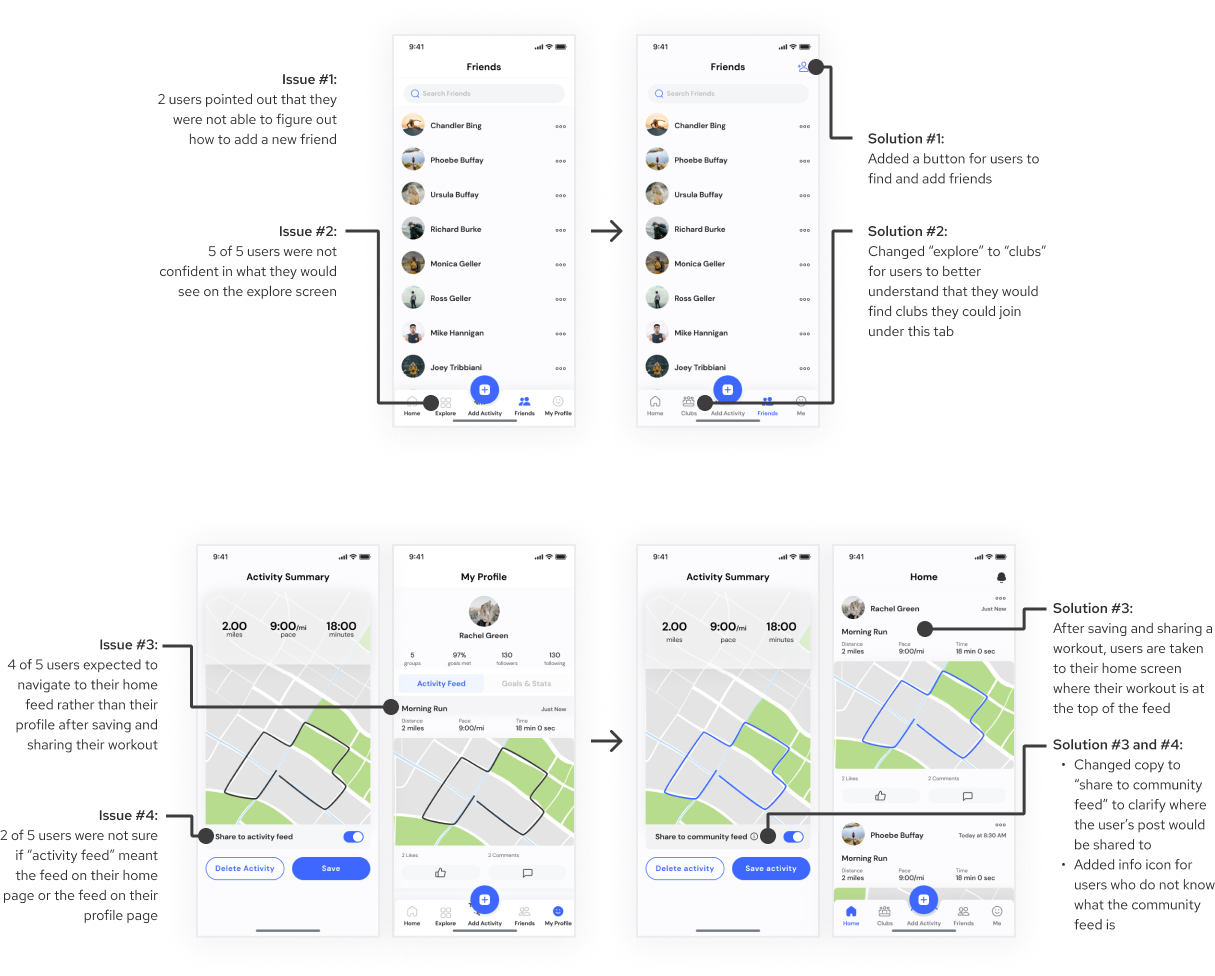 Issue #1:
2 users pointed out that they
were not able to figure out
how to add a new friend
Issue #2:
5 of 5 users were not
confident in what they would
see on the explore screen
9:41
Friends
Search Friends
Chandler Bing
Phoebe Buffay
Ursula Buffay
Richard Burke
Monica Geller
Ross Geller
Mike Hannigan
Joey Tribbiani
Home Explore Add Activity Friends My Profile
9:41
Friends
Search Friends
Chandler Bing
Phoebe Buffay
Ursula Buffay
Richard Burke
Monica Geller
Ross Geller
Mike Hannigan
Joey Tribbiani
Home Clubs Add Activity Friends Me
Solution #1:
Added a button for users to
find and add friends
Solution #2:
Changed “explore” to “clubs”
for users to better
understand that they would
find clubs they could join
under this tab
Issue #3:
4 of 5 users expected to
navigate to their home
feed rather than their
profile after saving and
sharing their workout
Issue #4:
2 of 5 users were not sure
if “activity feed” meant
the feed on their home
page or the feed on their
profile page
9:41
Activity Summary
2.00 9:00/mi 18:00
miles pace minutes
Share to activity feed
Delete Activity Save
9:41
My Profile
Rachel Green
5 97% 130 130
groups goals met followers following
Activity Feed Goals & Stats
Morning Run Just Now
Distance Pace Time
2 miles 9:00/mi 18 min 0 sec
2 Likes 2 Comments
Home Explore Add Activity Friends My Profile
9:41
Activity Summary
2.00 9:00/mi 18:00
miles pace minutes
Share to community feed
Delete activity Save activity
9:41
Home
Rachel Green Just Now
Morning Run
Distance Pace Time
2 miles 9:00/mi 18 min 0 sec
2 Likes 2 Comments
Phoebe Buffay Today at 8:30 AM
Morning Run
Distance Pace Time
2 miles 9:00/mi 18 min 0 sec
Home Clubs Add Activity Friends Me
Solution #3:
After saving and sharing a
workout, users are taken
to their home screen
where their workout is at
the top of the feed
Solution #3 and #4:
• Changed copy to
“share to community
feed” to clarify where
the user’s post would
be shared to
• Added info icon for
users who do not know
what the community
feed is